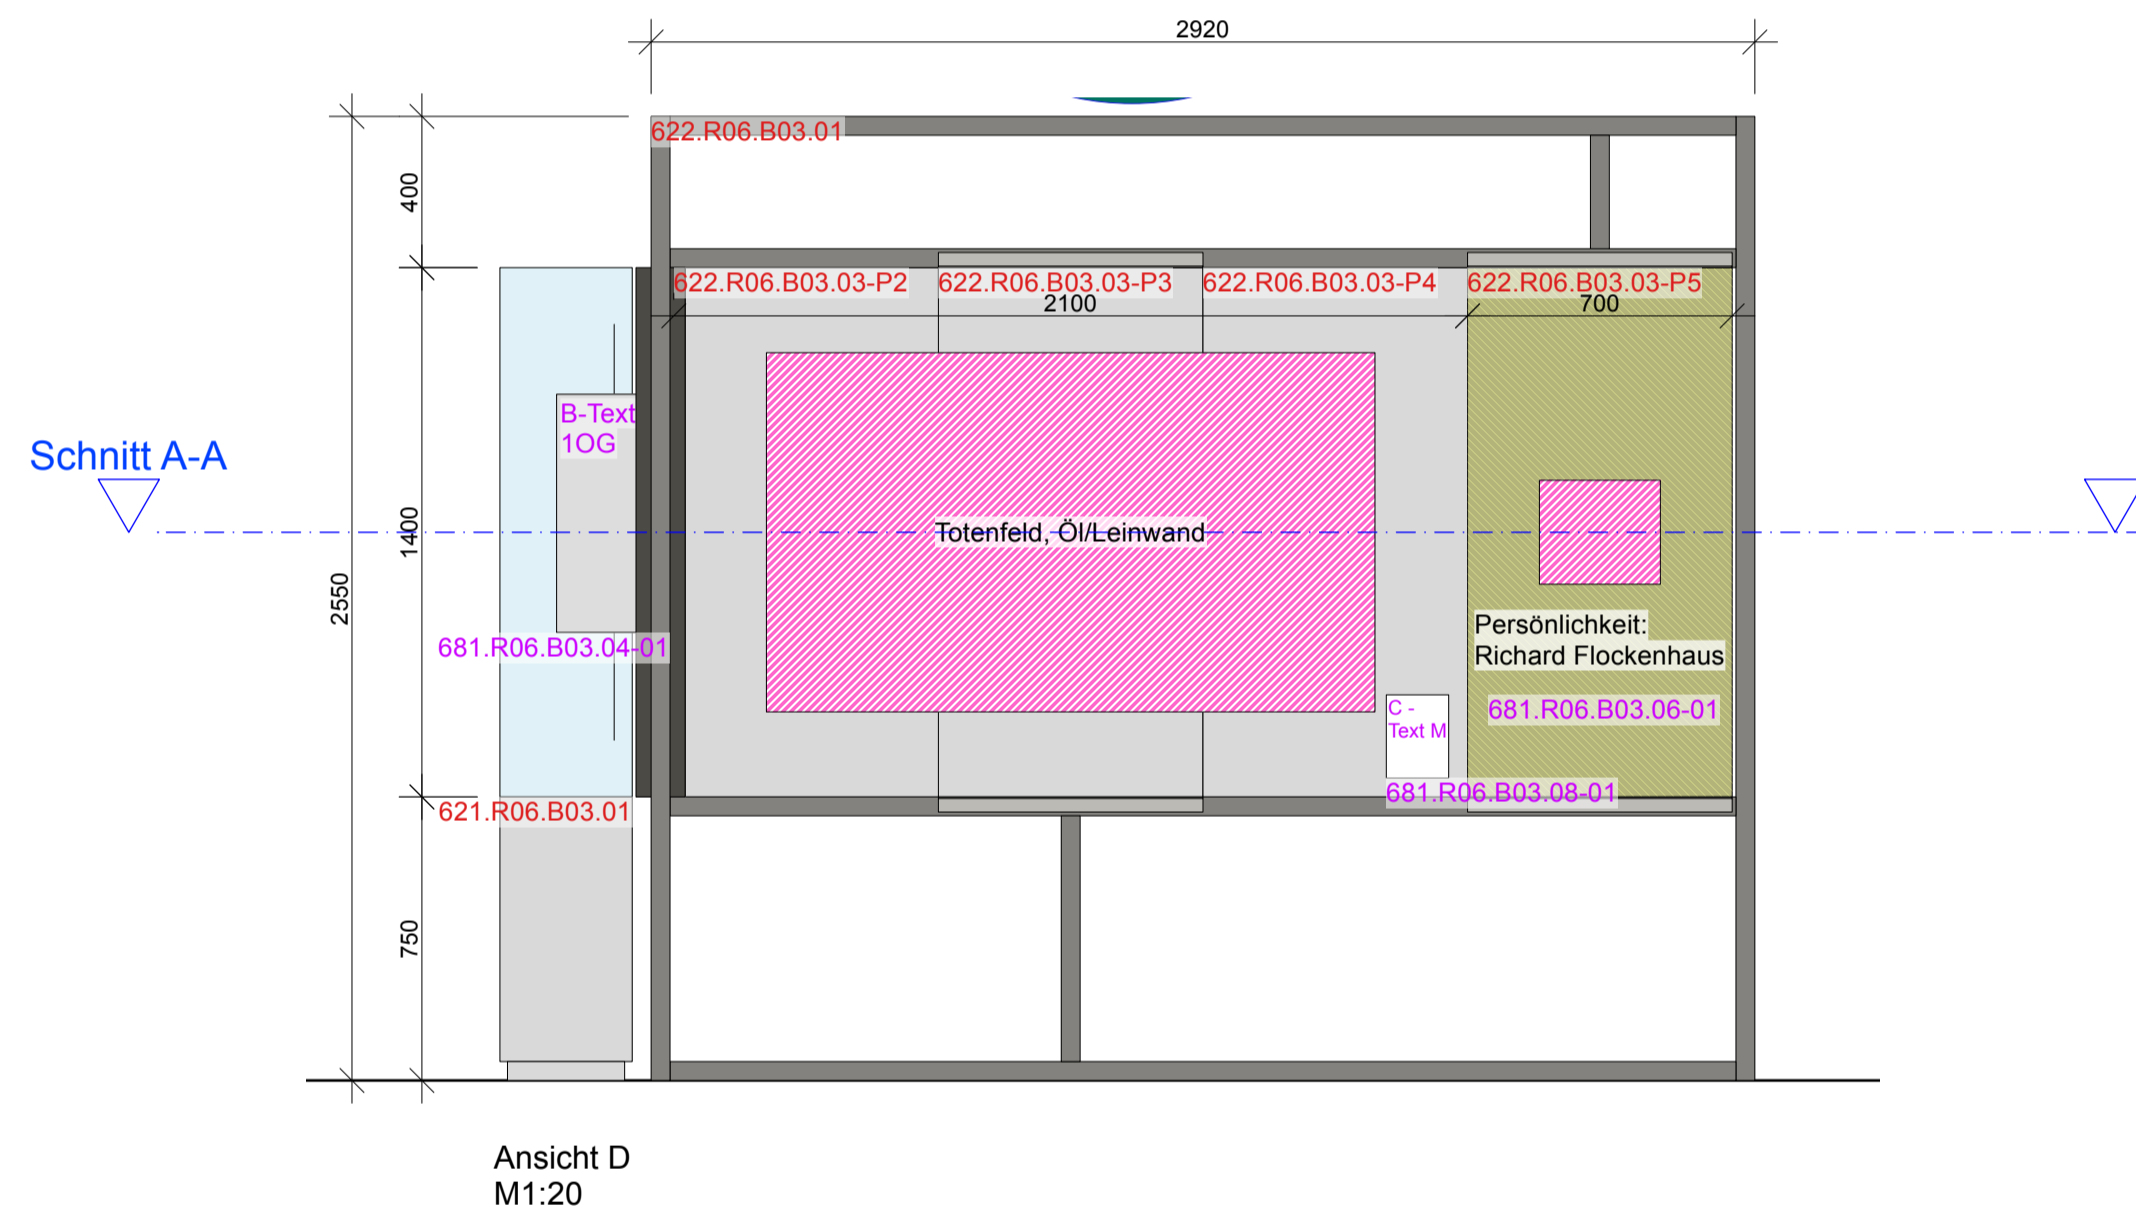 2920
622.R06.B03.01
400
622.R06.B03.03-P2
622.R06.B03.03-P3
622.R06.B03.03-P4
622.R06.B03.03-P5
2100
700
B-Text
1OG
Schnitt A-A
1400
Totenfeld, Öl/Leinwand
2550
Persönlichkeit:
Richard Flockenhaus
681.R06.B03.04-01
681.R06.B03.06-01
C -
Text M
681.R06.B03.08-01
621.R06.B03.01
750
Ansicht D
M1:20